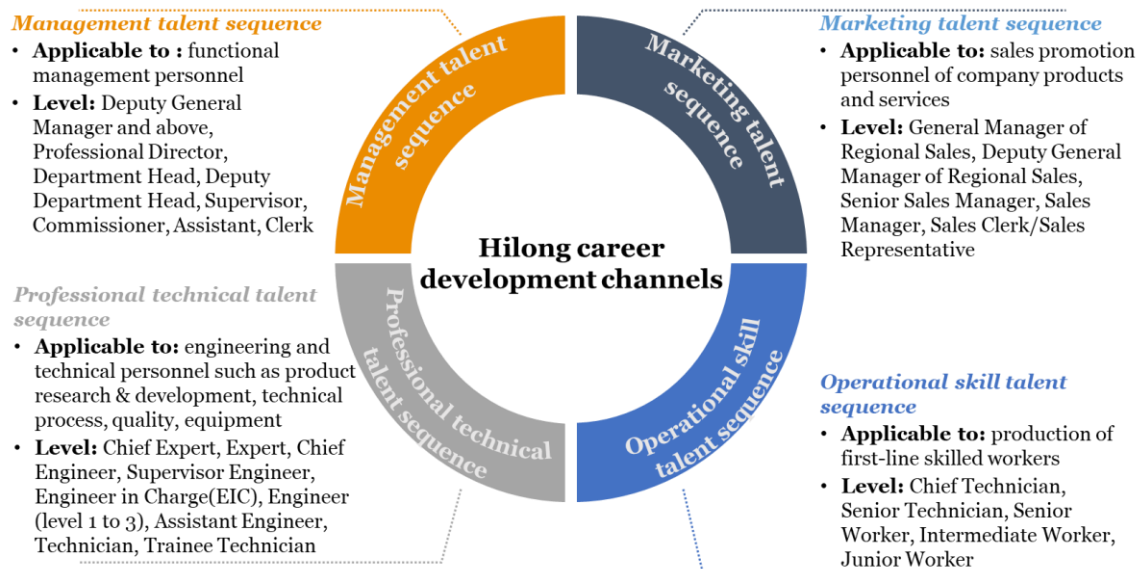 Management talent sequence
• Applicable to : functional
management personnel
• Level: Deputy General
Manager and above,
Professional Director,
Department Head, Deputy
Department Head, Supervisor,
Commissioner, Assistant, Clerk
Marketing talent sequence
• Applicable to: sales promotion
personnel of company products
and services
• Level: General Manager of
Regional Sales, Deputy General
Manager of Regional Sales,
Senior Sales Manager, Sales
Manager, Sales Clerk/Sales
Representative
Management talent
sequence
Marketing talent
sequence
Hilong career
development channels
Professional technical
talent sequence
Operational skill
talent sequence
Professional technical talent
sequence
• Applicable to: engineering and
technical personnel such as product
research & development, technical
process, quality, equipment
• Level: Chief Expert, Expert, Chief
Engineer, Supervisor Engineer,
Engineer in Charge(EIC), Engineer
(level 1 to 3), Assistant Engineer,
Technician, Trainee Technician
Operational skill talent
sequence
• Applicable to: production of
first-line skilled workers
• Level: Chief Technician,
Senior Technician, Senior
Worker, Intermediate Worker,
Junior Worker